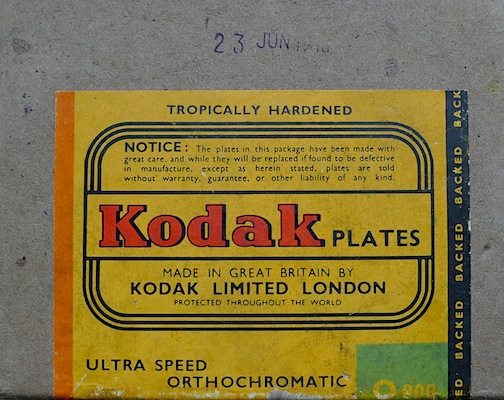 23 JUN
TROPICALLY HARDENED
NOTICE: The plates in this package have been made with
great care, and while they will be replaced if found to be defective
in manufacture, except as herein stated, plates are sold
without warranty, guarantee, or other liability of any kind.
Kodak PLATES
MADE IN GREAT BRITAIN BY
KODAK LIMITED LONDON
PROTECTED THROUGHOUT THE WORLD
ULTRA SPEED
ORTHOCHROMATIC
BACKED BACKED BACKED BACKED